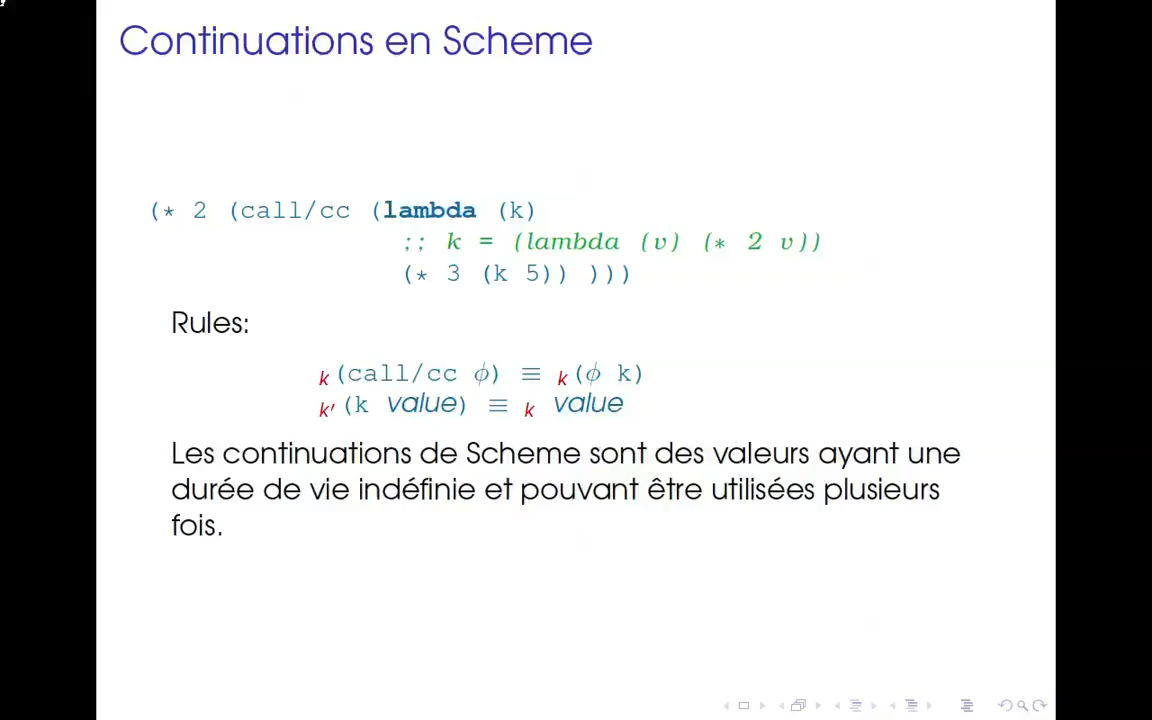 Continuations en Scheme
(* 2 (call/cc (lambda (k)
;; k = (lambda (v) (* 2 v))
(* 3 (k 5)) )))
Rules:
k(call/cc ϕ) ≡ k(ϕ k)
k′(k value) ≡ k value
Les continuations de Scheme sont des valeurs ayant une
durée de vie indéfinie et pouvant être utilisées plusieurs
fois.